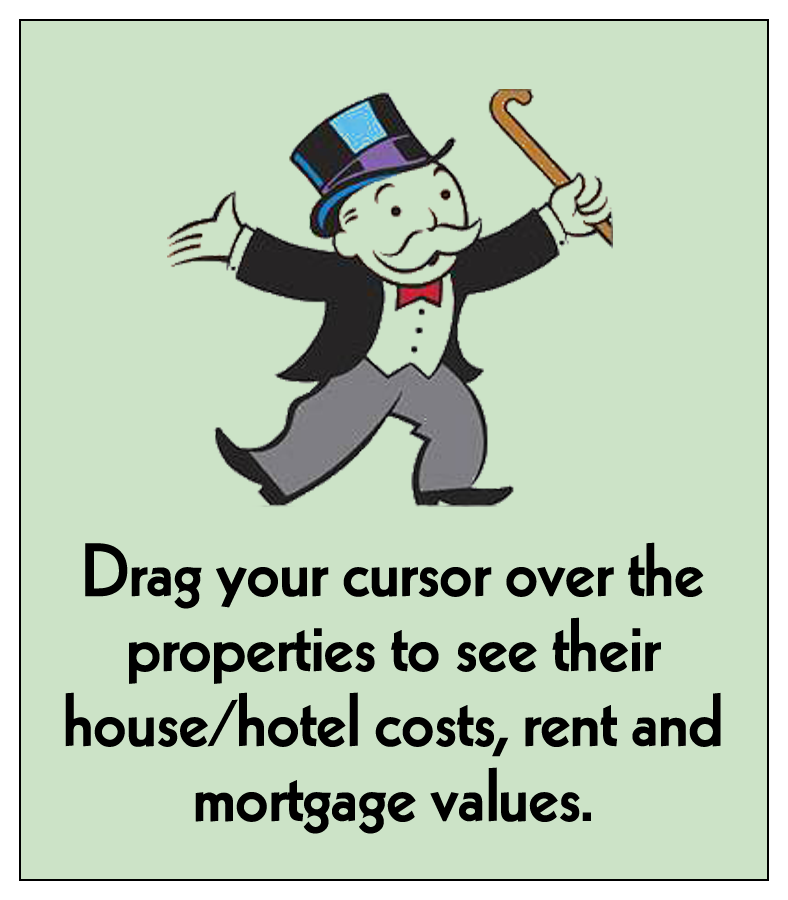 Drag your cursor over the
properties to see their
house/hotel costs, rent and
mortgage values.